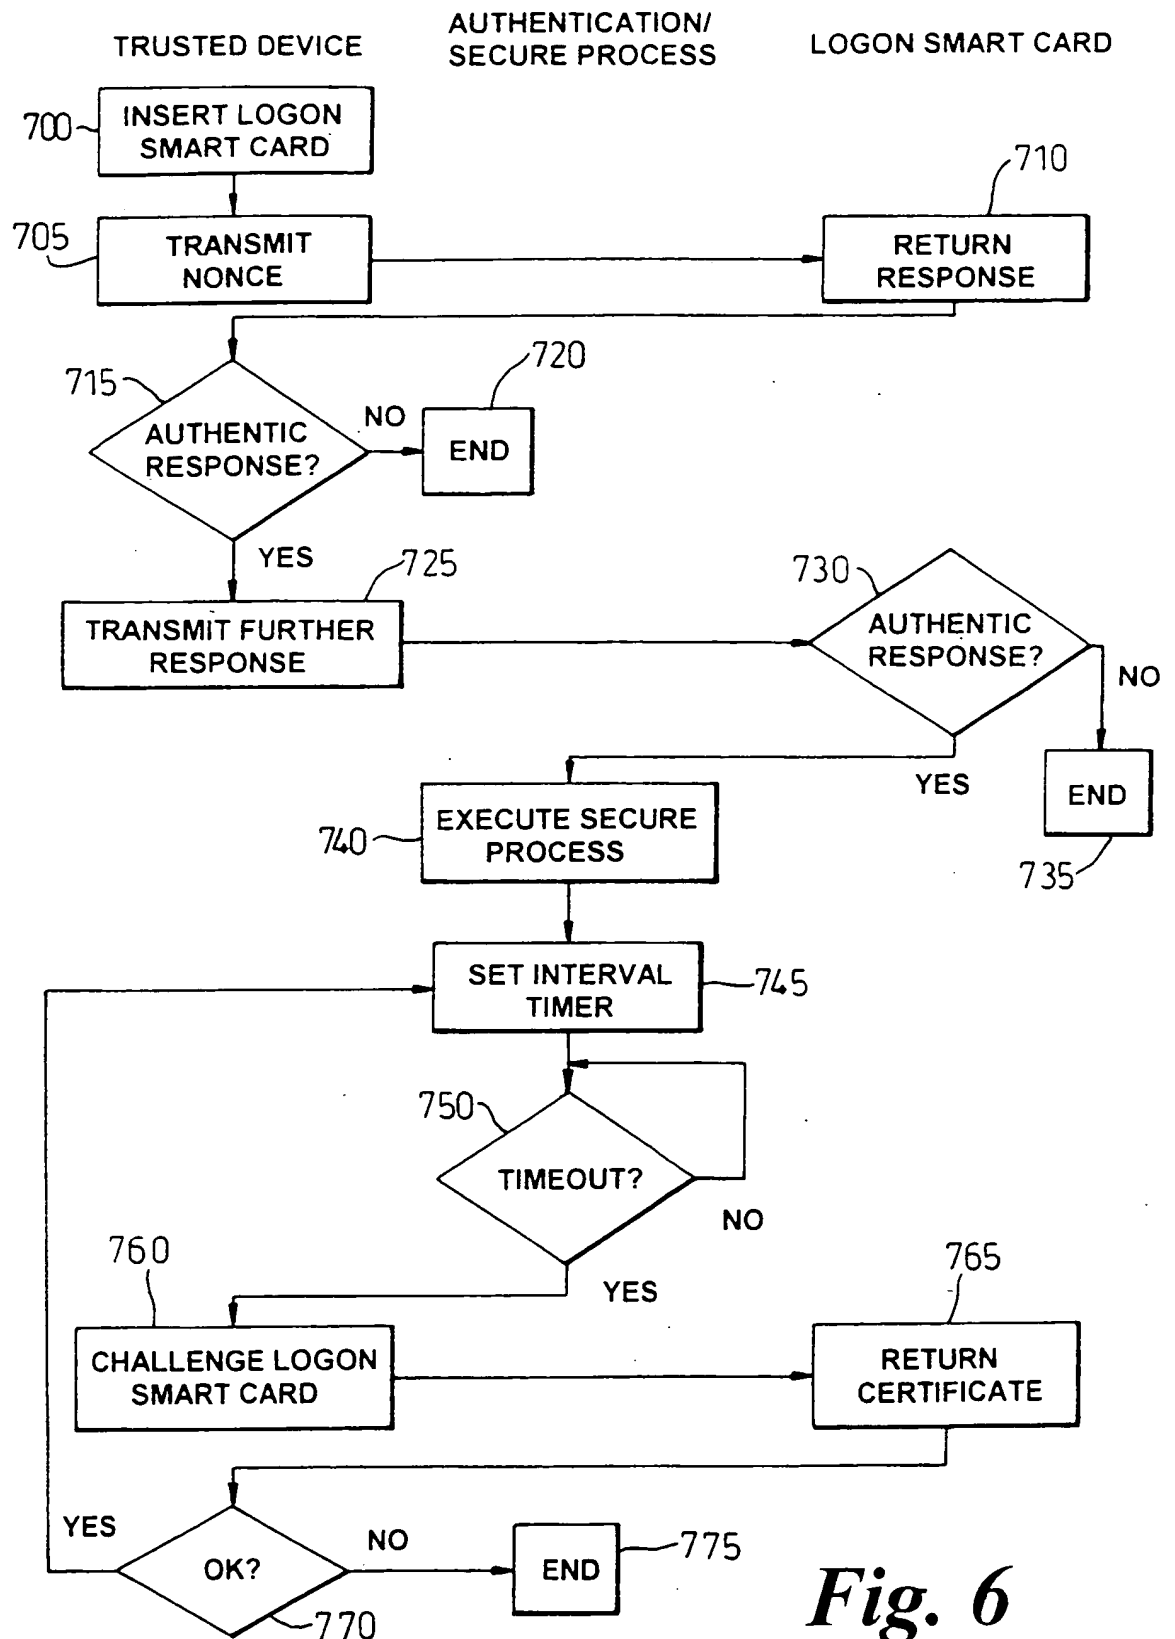 TRUSTED DEVICE
AUTHENTICATION/
SECURE PROCESS
LOGON SMART CARD
700
INSERT LOGON
SMART CARD
705
TRANSMIT
NONCE
710
RETURN
RESPONSE
715
AUTHENTIC
RESPONSE?
NO
720
END
YES
725
TRANSMIT FURTHER
RESPONSE
730
AUTHENTIC
RESPONSE?
NO
YES
END
735
740
EXECUTE SECURE
PROCESS
SET INTERVAL
TIMER
745
750
TIMEOUT?
NO
YES
760
CHALLENGE LOGON
SMART CARD
765
RETURN
CERTIFICATE
YES
OK?
NO
770
END
775
Fig. 6